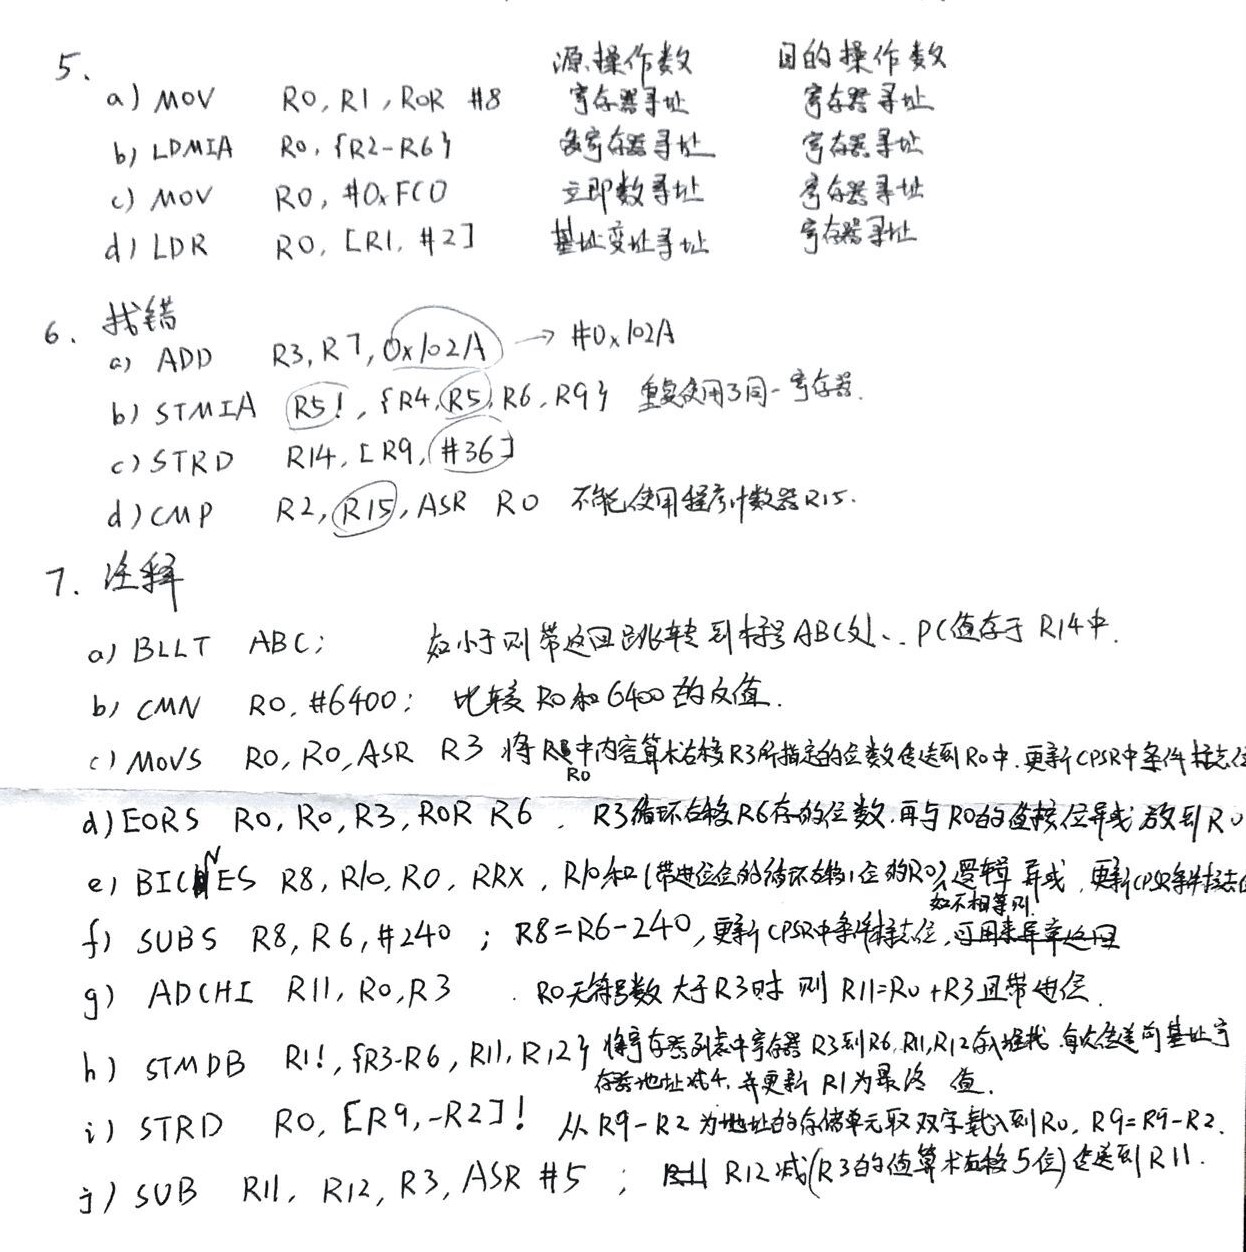 5、 源操作数 目的操作数
a) MOV R0, R1, ROR #8 寄存器寻址 寄存器寻址
b) LDMIA R0, {R2-R6} 多寄存器寻址 寄存器寻址
c) MOV R0, #0xFC0 立即数寻址 寄存器寻址
d) LDR R0, [R1, #2] 基址变址寻址 寄存器寻址
6、找错
a) ADD R3, R7, 0x102A → #0x102A
b) STMIA R5!, {R4, R5, R6, R9} 重复使用了同一寄存器.
c) STRD R14, [R9, #36]
d) CMP R2, R15, ASR R0 不能使用程序计数器R15.
7. 注释
a) BLLT ABC; 若小于则带返回跳转到标号ABC处、. PC值存于R14中.
b) CMN R0, #6400; 比较R0和6400的反值.
c) MOVS R0, R0, ASR R3 将R0中内容算术右移R3所指定的位数传送到R0中. 更新CPSR中条件标志位
d) EORS R0, R0, R3, ROR R6 . R3循环右移R6存的位数.再与R0的值按位异或放到R0
e) BICNES R8, R10, R0, RRX , R10和(带进位位的循环右移1位的R0)逻辑异或, 更新CPSR条件标志位
如不相等则.
f) SUBS R8, R6, #240 ; R8=R6-240, 更新CPSR中条件标志位, 可用来异常返回
g) ADCHI R11, R0, R3 . R0无符号数大于R3时 则R11=R0+R3且带进位.
h) STMDB R1!, {R3-R6, R11, R12} 将寄存器列表中寄存器R3到R6, R11, R12存入堆栈. 每次传送前基址寄
存器地址减4, 并更新R1为最终值.
i) STRD R0, [R9, -R2]! 从R9-R2为地址的存储单元取双字载入到R0, R9=R9-R2.
j) SUB R11, R12, R3, ASR #5 ; R12减(R3的值算术右移5位)传送到R11.